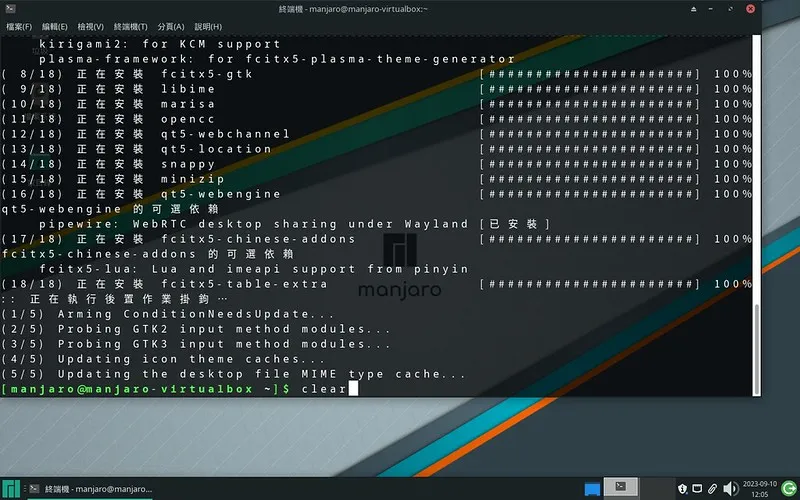 終端機 - manjaro@manjaro-virtualbox:~
檔案(F) 編輯(E) 檢視(V) 終端機(T) 分頁(A) 說明(H)
kirigami2: for KCM support
plasma-framework: for fcitx5-plasma-theme-generator
( 8/18) 正在安裝 fcitx5-gtk [#######################] 100%
( 9/18) 正在安裝 libime [#######################] 100%
(10/18) 正在安裝 marisa [#######################] 100%
(11/18) 正在安裝 opencc [#######################] 100%
(12/18) 正在安裝 qt5-webchannel [#######################] 100%
(13/18) 正在安裝 qt5-location [#######################] 100%
(14/18) 正在安裝 snappy [#######################] 100%
(15/18) 正在安裝 minizip [#######################] 100%
(16/18) 正在安裝 qt5-webengine [#######################] 100%
qt5-webengine 的可選依賴
pipewire: WebRTC desktop sharing under Wayland [已安裝]
(17/18) 正在安裝 fcitx5-chinese-addons [#######################] 100%
fcitx5-chinese-addons 的可選依賴
fcitx5-lua: Lua and imeapi support from pinyin
(18/18) 正在安裝 fcitx5-table-extra [#######################] 100%
:: 正在執行後置作業掛鉤…
(1/5) Arming ConditionNeedsUpdate...
(2/5) Probing GTK2 input method modules...
(3/5) Probing GTK3 input method modules...
(4/5) Updating icon theme caches...
(5/5) Updating the desktop file MIME type cache...
[manjaro@manjaro-virtualbox ~]$ clear
manjaro
終端機 - manjaro@manjaro...
2023-09-10
12:05